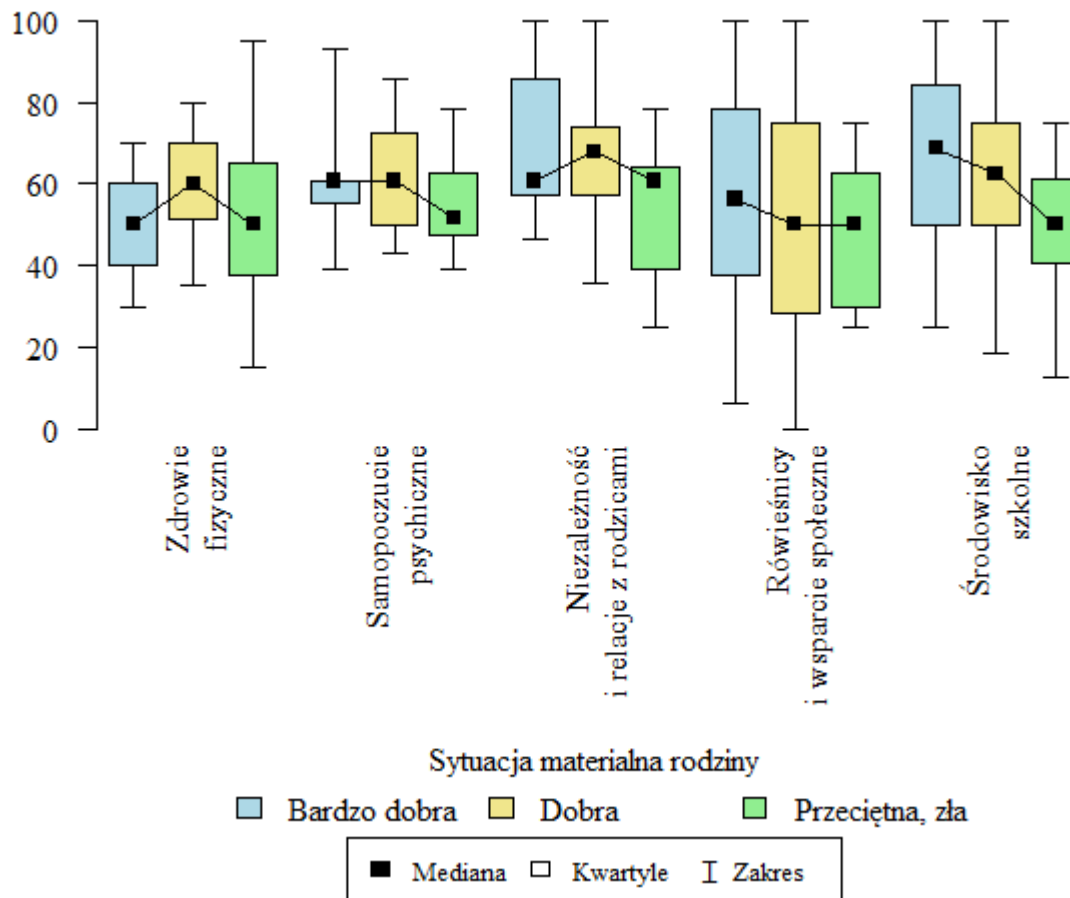 100
80
60
40
20
0
Zdrowie
fizyczne
Samopoczucie
psychiczne
Niezależność
i relacje z rodzicami
Rówieśnicy
i wsparcie społeczne
Środowisko
szkolne
Sytuacja materialna rodziny
Bardzo dobra Dobra Przeciętna, zła
Mediana Kwartyle Zakres